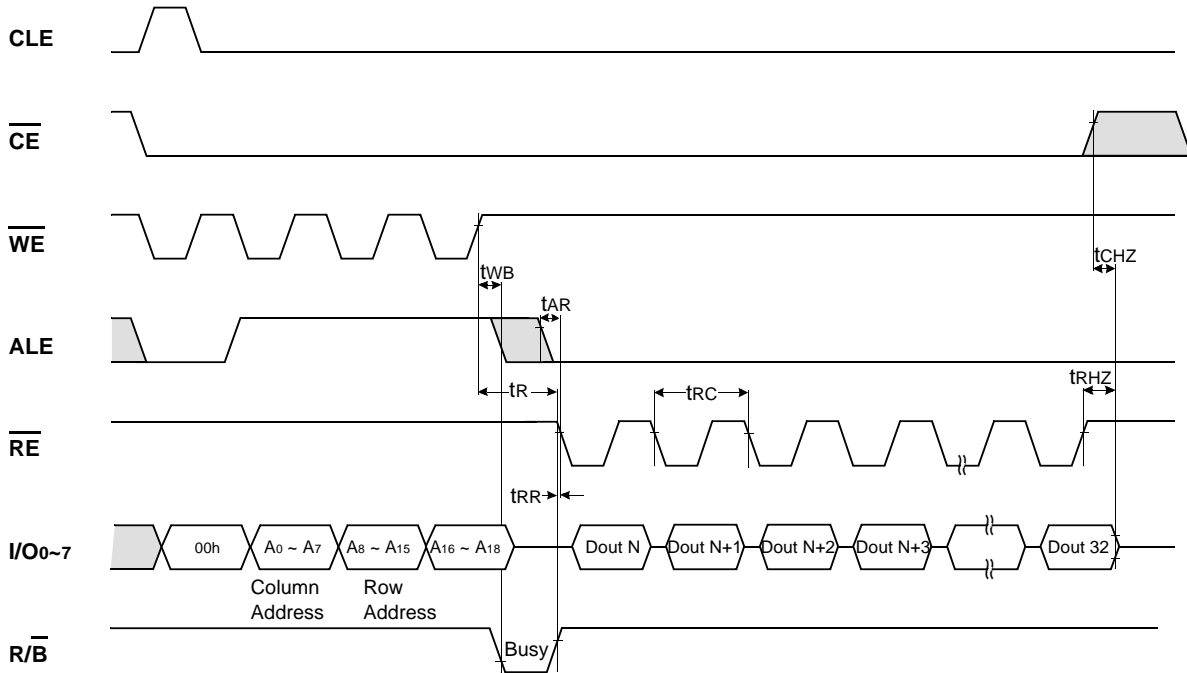 CLE
CE
WE
tWB
tCHZ
tAR
ALE
tR
tRC
tRHZ
RE
tRR
I/O0~7
00h
A0 ~ A7
A8 ~ A15
A16 ~ A18
Dout N
Dout N+1
Dout N+2
Dout N+3
Dout 32
Column
Address
Row
Address
R/B
Busy